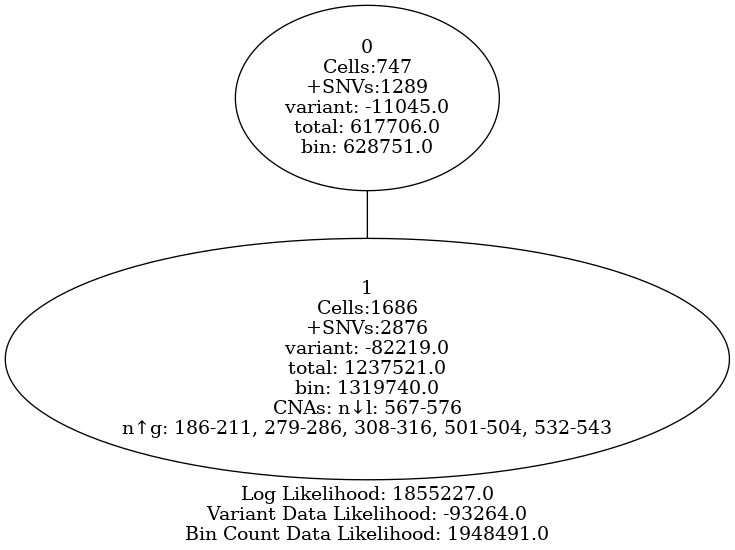 0
Cells:747
+SNVs:1289
variant: -11045.0
total: 617706.0
bin: 628751.0
1
Cells:1686
+SNVs:2876
variant: -82219.0
total: 1237521.0
bin: 1319740.0
CNAs: n↓l: 567-576
n↑g: 186-211, 279-286, 308-316, 501-504, 532-543
Log Likelihood: 1855227.0
Variant Data Likelihood: -93264.0
Bin Count Data Likelihood: 1948491.0